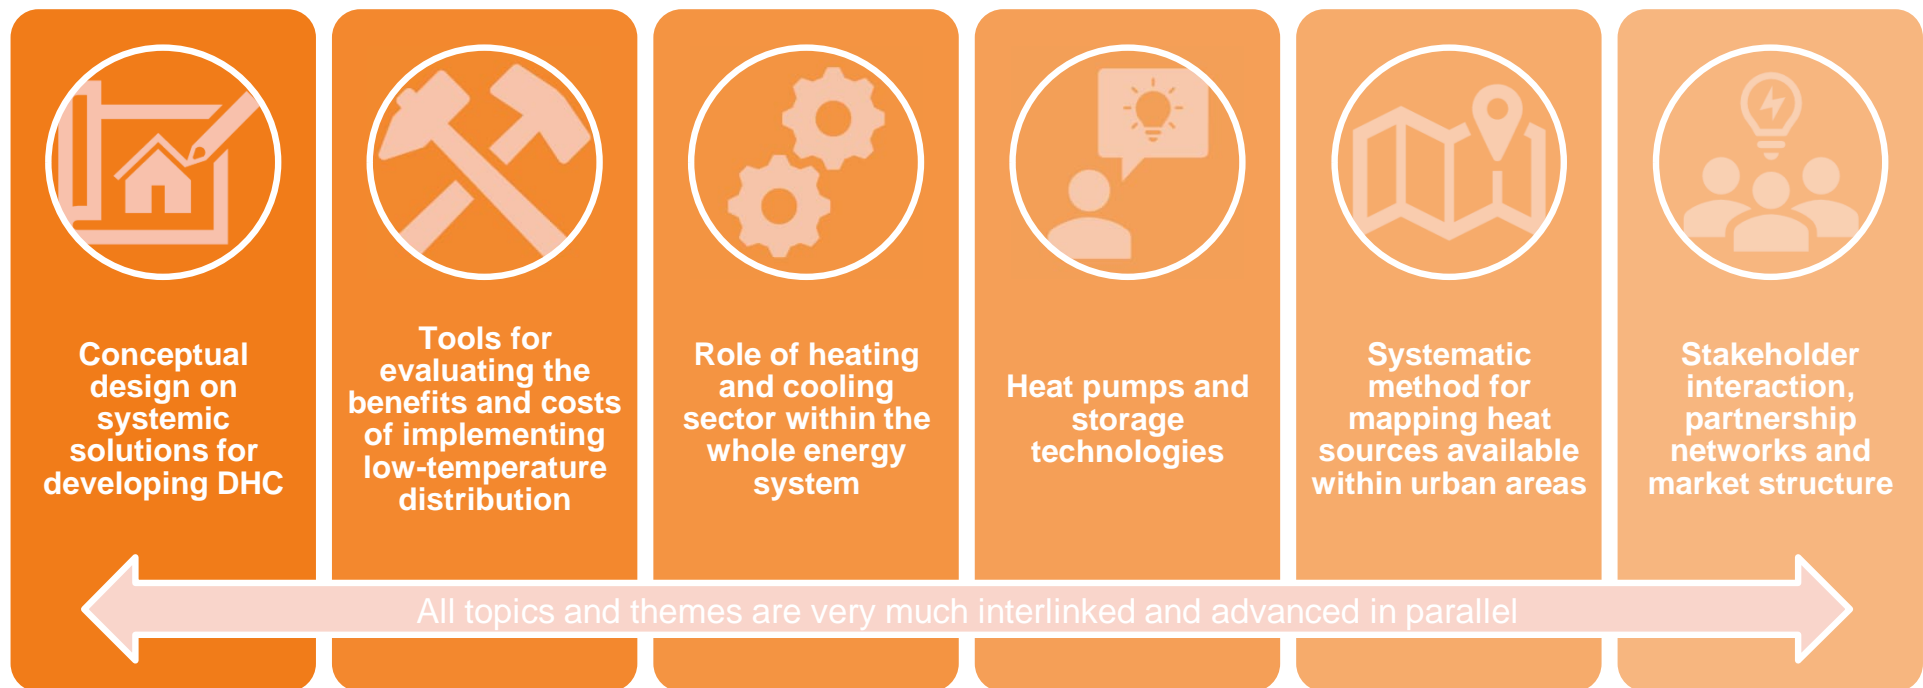 Conceptual
design on
systemic
solutions for
developing DHC
Tools for
evaluating the
benefits and costs
of implementing
low-temperature
distribution
Role of heating
and cooling
sector within the
whole energy
system
Heat pumps and
storage
technologies
Systematic
method for
mapping heat
sources available
within urban areas
Stakeholder
interaction,
partnership
networks and
market structure
All topics and themes are very much interlinked and advanced in parallel